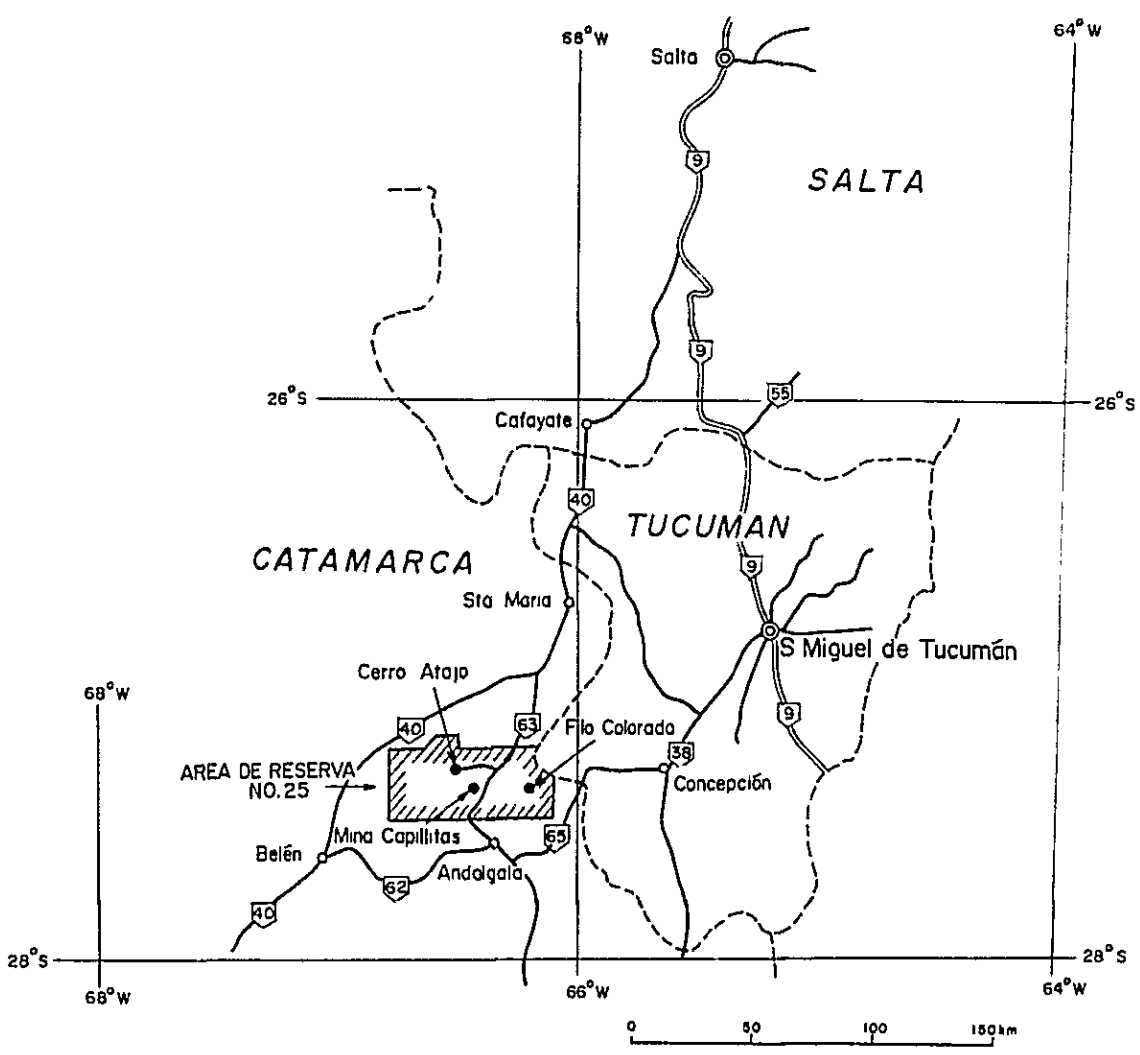 68°W
64°W
Salta
9
SALTA
9
26°S
55
26°S
Cafayate
40
TUCUMAN
CATAMARCA
9
Sta Maria
S Miguel de Tucumán
Cerro Atajo
68°W
40
63
Filo Colorado
9
38
AREA DE RESERVA
NO.25
Concepción
Mina Capillitas
65
Belén
Andalgala
62
40
28°S
28°S
68°W
66°W
64°W
0 50 100 150km